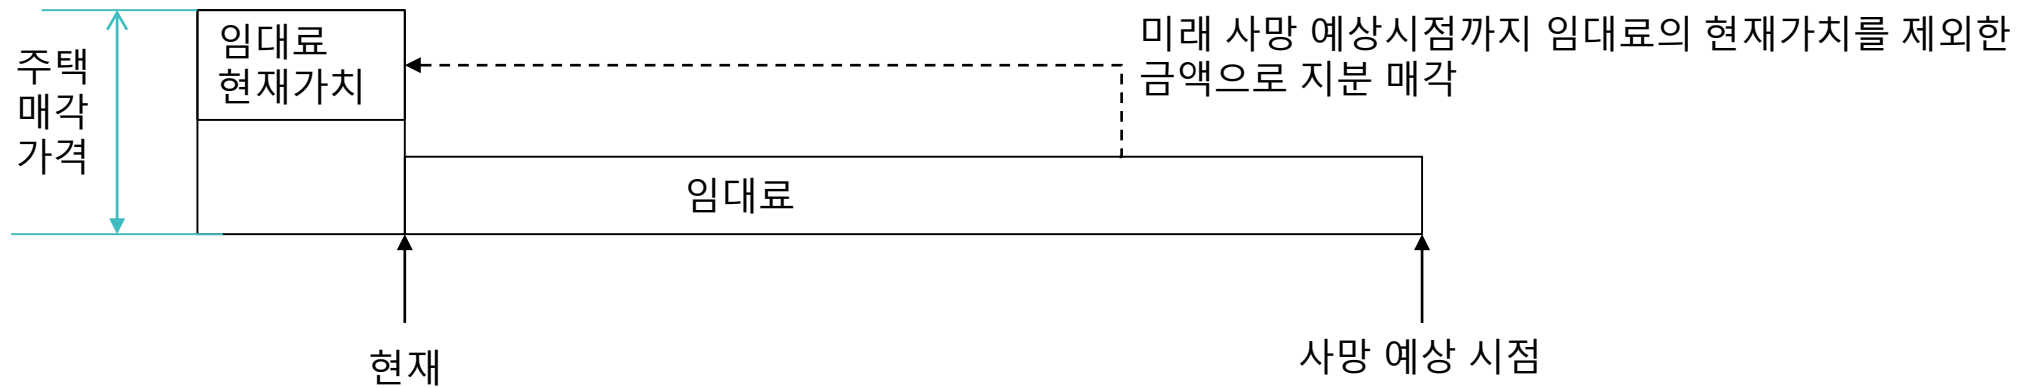 주택
매각
가격
임대료
현재가치
미래 사망 예상시점까지 임대료의 현재가치를 제외한
금액으로 지분 매각
임대료
현재
사망 예상 시점